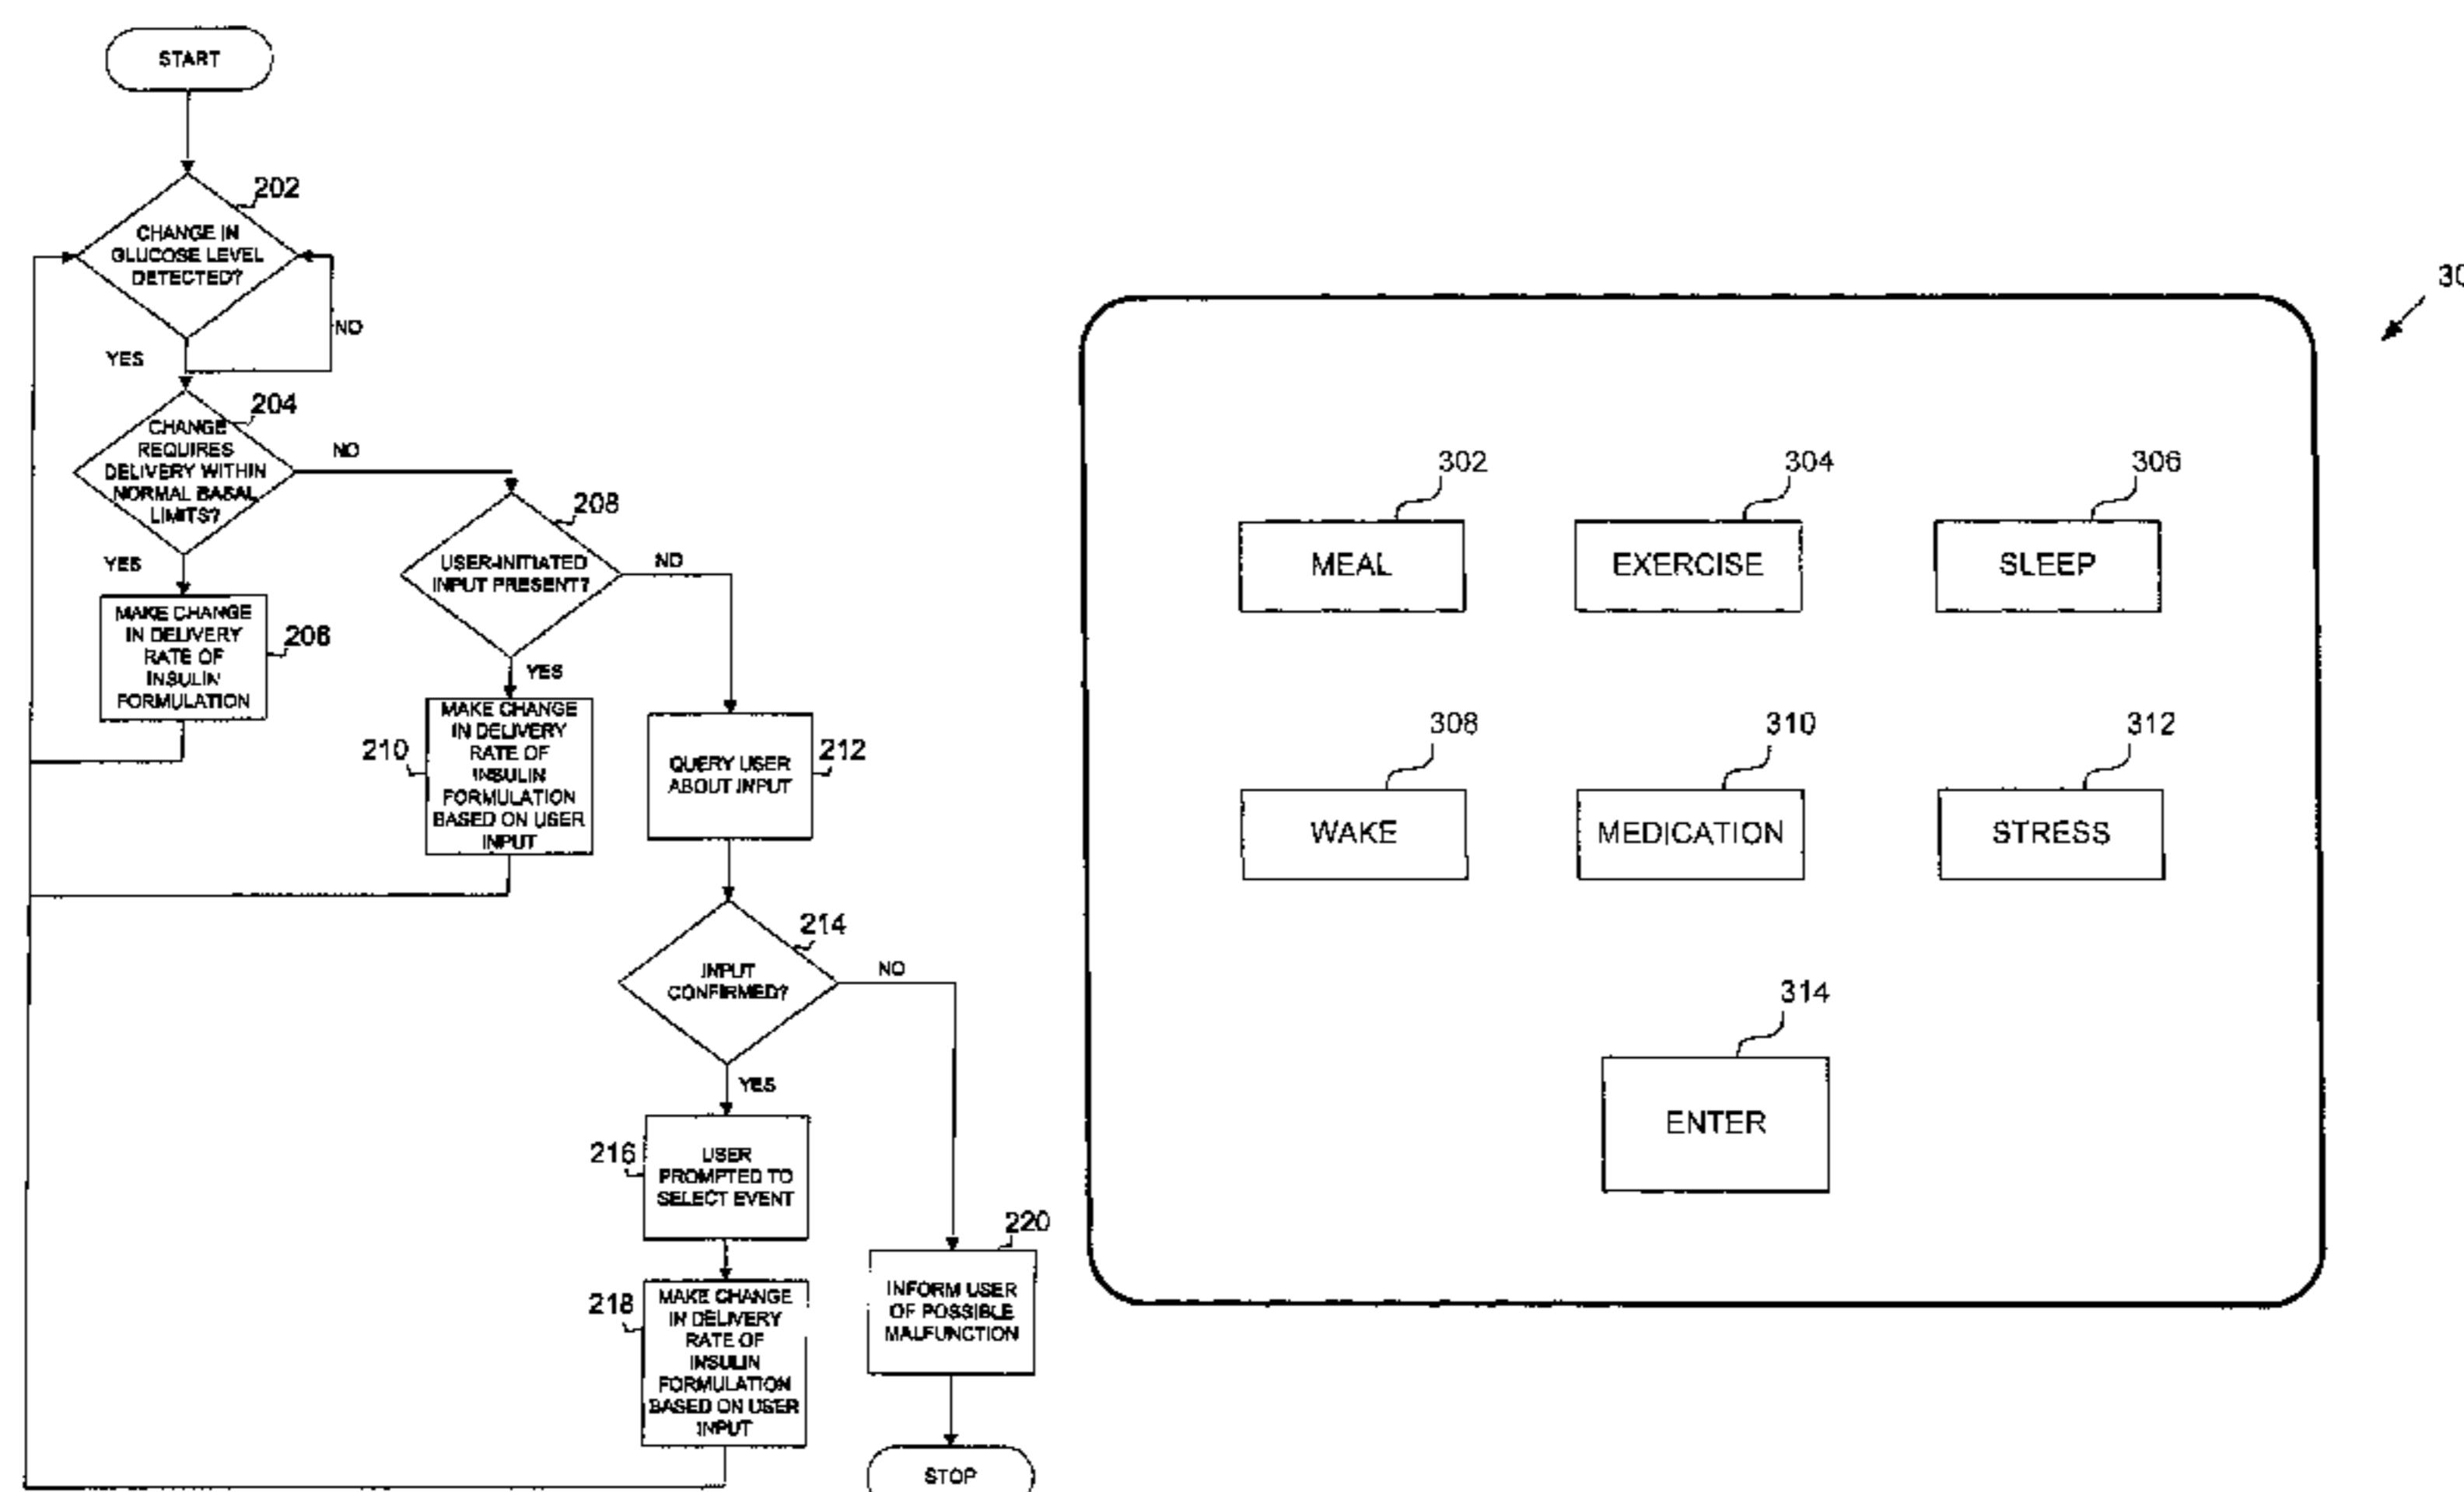 START
202
CHANGE IN
GLUCOSE LEVEL
DETECTED?
NO
YES
204
CHANGE
REQUIRES
DELIVERY WITHIN
NORMAL BASAL
LIMITS?
NO
YES
206
MAKE CHANGE
IN DELIVERY
RATE OF
INSULIN
FORMULATION
208
USER-INITIATED
INPUT PRESENT?
NO
YES
210
MAKE CHANGE
IN DELIVERY
RATE OF
INSULIN
FORMULATION
BASED ON USER
INPUT
212
QUERY USER
ABOUT INPUT
214
INPUT
CONFIRMED?
NO
YES
216
USER
PROMPTED TO
SELECT EVENT
218
MAKE CHANGE
IN DELIVERY
RATE OF
INSULIN
FORMULATION
BASED ON USER
INPUT
220
INFORM USER
OF POSSIBLE
MALFUNCTION
STOP
302
MEAL
304
EXERCISE
306
SLEEP
308
WAKE
310
MEDICATION
312
STRESS
314
ENTER